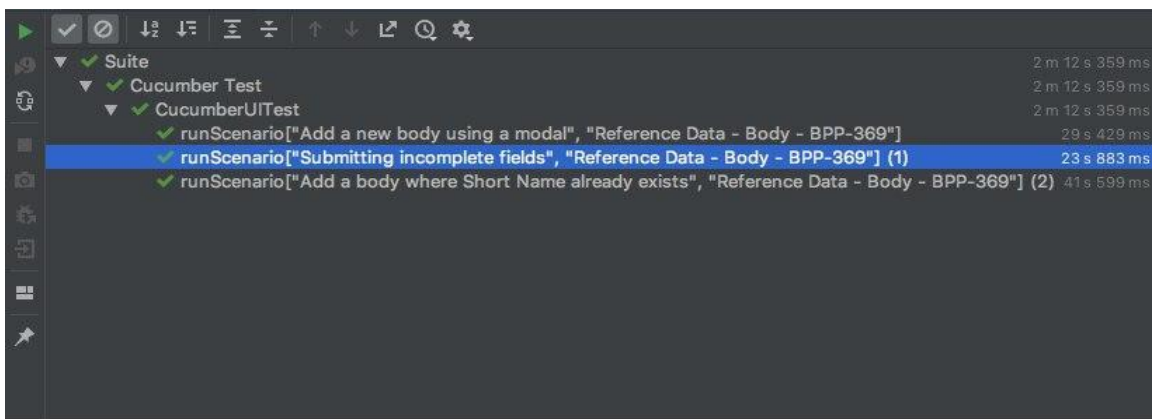 Suite 2 m 12 s 359 ms
Cucumber Test 2 m 12 s 359 ms
CucumberUITest 2 m 12 s 359 ms
runScenario["Add a new body using a modal", "Reference Data - Body - BPP-369"] 29 s 429 ms
runScenario["Submitting incomplete fields", "Reference Data - Body - BPP-369"] (1) 23 s 883 ms
runScenario["Add a body where Short Name already exists", "Reference Data - Body - BPP-369"] (2) 41 s 599 ms